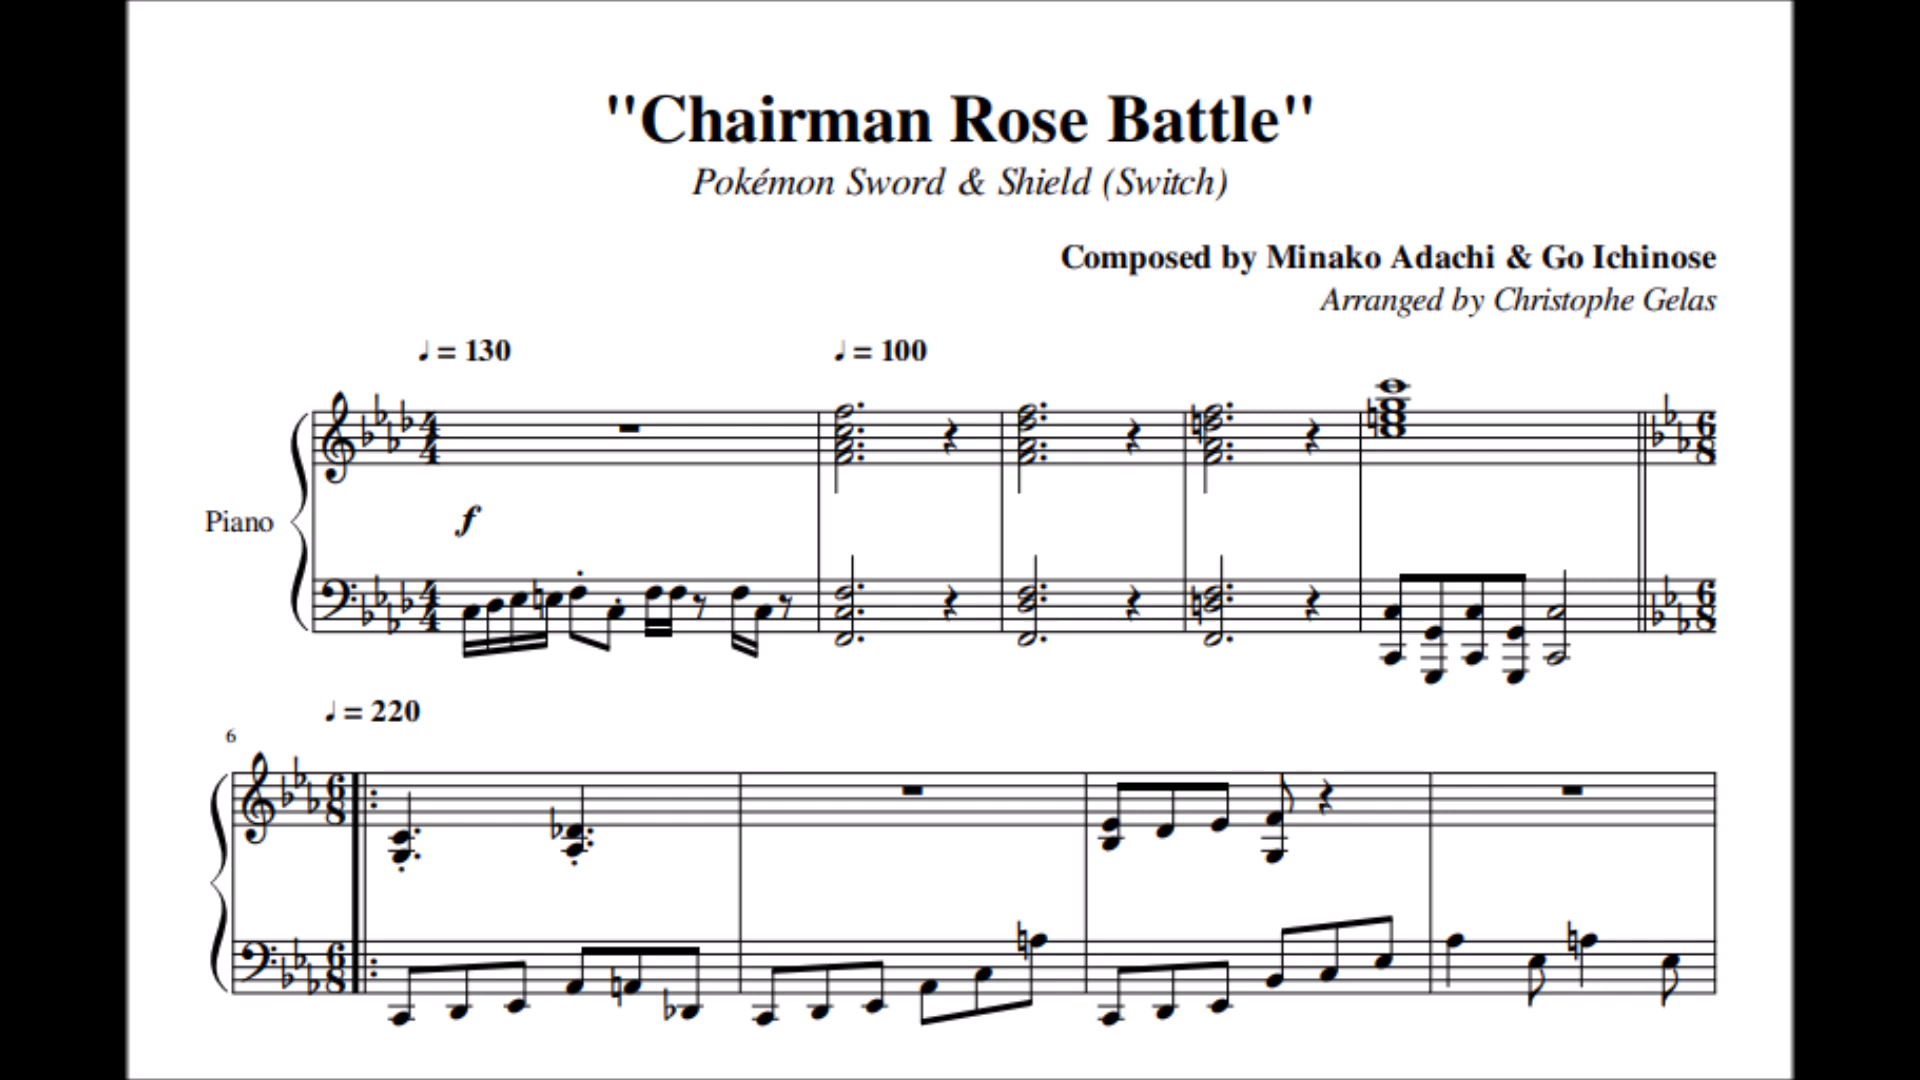 "Chairman Rose Battle"
Pokémon Sword & Shield (Switch)
Composed by Minako Adachi & Go Ichinose
Arranged by Christophe Gelas
♩ = 130
♩ = 100
Piano
f
♩ = 220
6